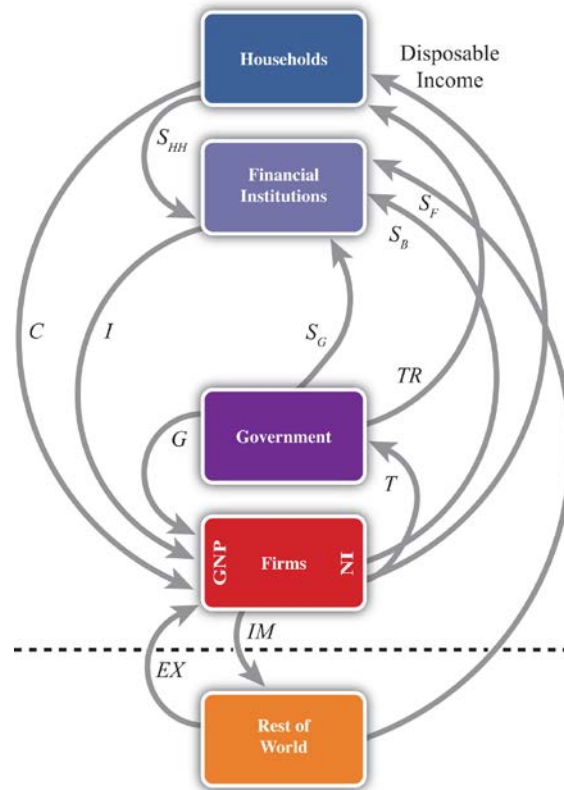 Households
Disposable
Income
S_HH
Financial
Institutions
S_F
S_B
C
I
S_G
TR
G
Government
T
GNP
Firms
NI
IM
EX
Rest of
World